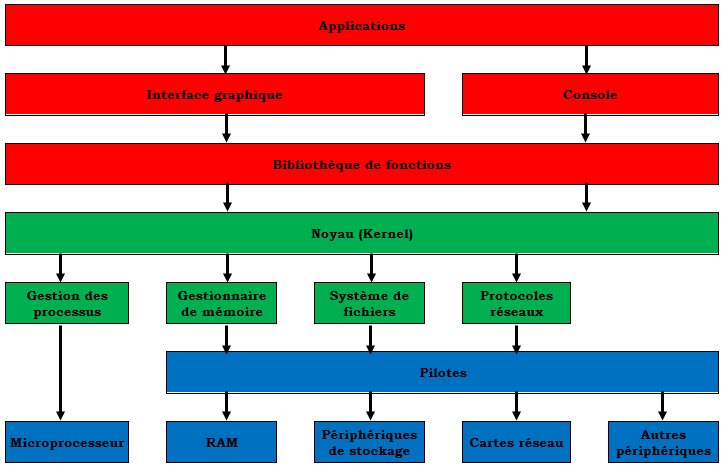 Applications
Interface graphique
Console
Bibliothèque de fonctions
Noyau (Kernel)
Gestion des
processus
Gestionnaire
de mémoire
Système de
fichiers
Protocoles
réseaux
Pilotes
Microprocesseur
RAM
Périphériques
de stockage
Cartes réseau
Autres
périphériques